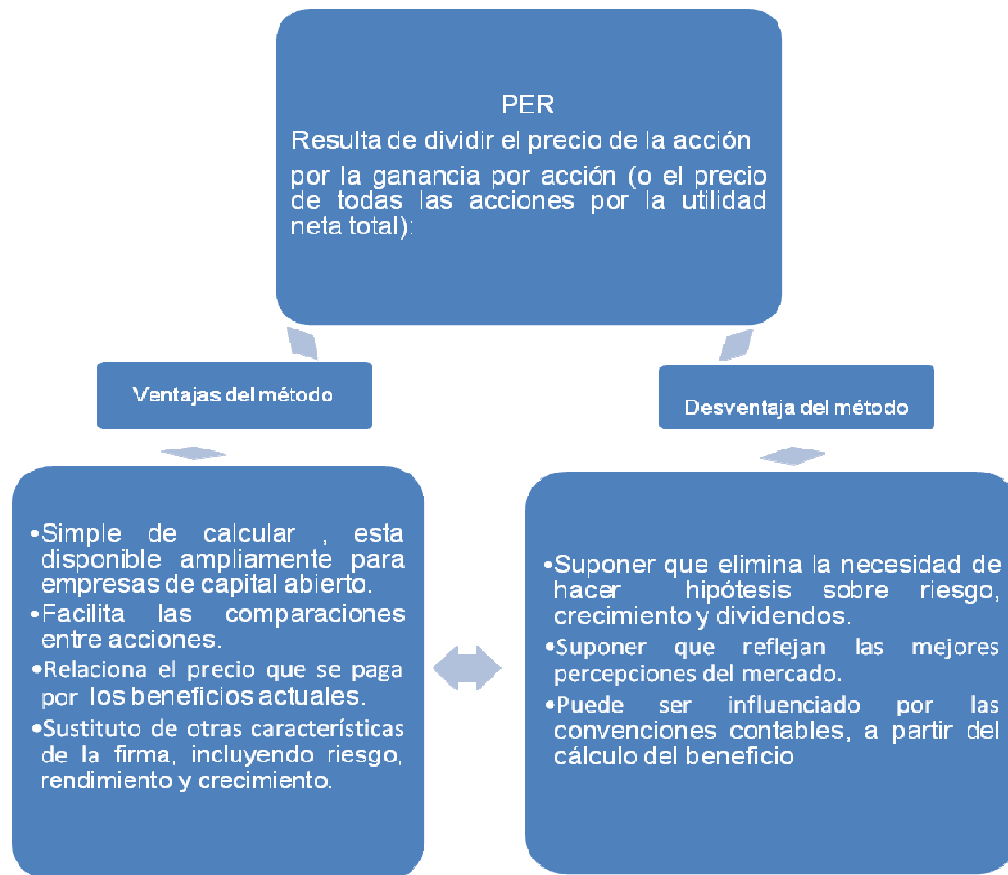 PER
Resulta de dividir el precio de la acción
por la ganancia por acción (o el precio
de todas las acciones por la utilidad
neta total):
Ventajas del método
Desventaja del método
•Simple de calcular , esta
disponible ampliamente para
empresas de capital abierto.
•Facilita las comparaciones
entre acciones.
•Relaciona el precio que se paga
por los beneficios actuales.
•Sustituto de otras características
de la firma, incluyendo riesgo,
rendimiento y crecimiento.
•Suponer que elimina la necesidad de
hacer hipótesis sobre riesgo,
crecimiento y dividendos.
•Suponer que reflejan las mejores
percepciones del mercado.
•Puede ser influenciado por las
convenciones contables, a partir del
cálculo del beneficio